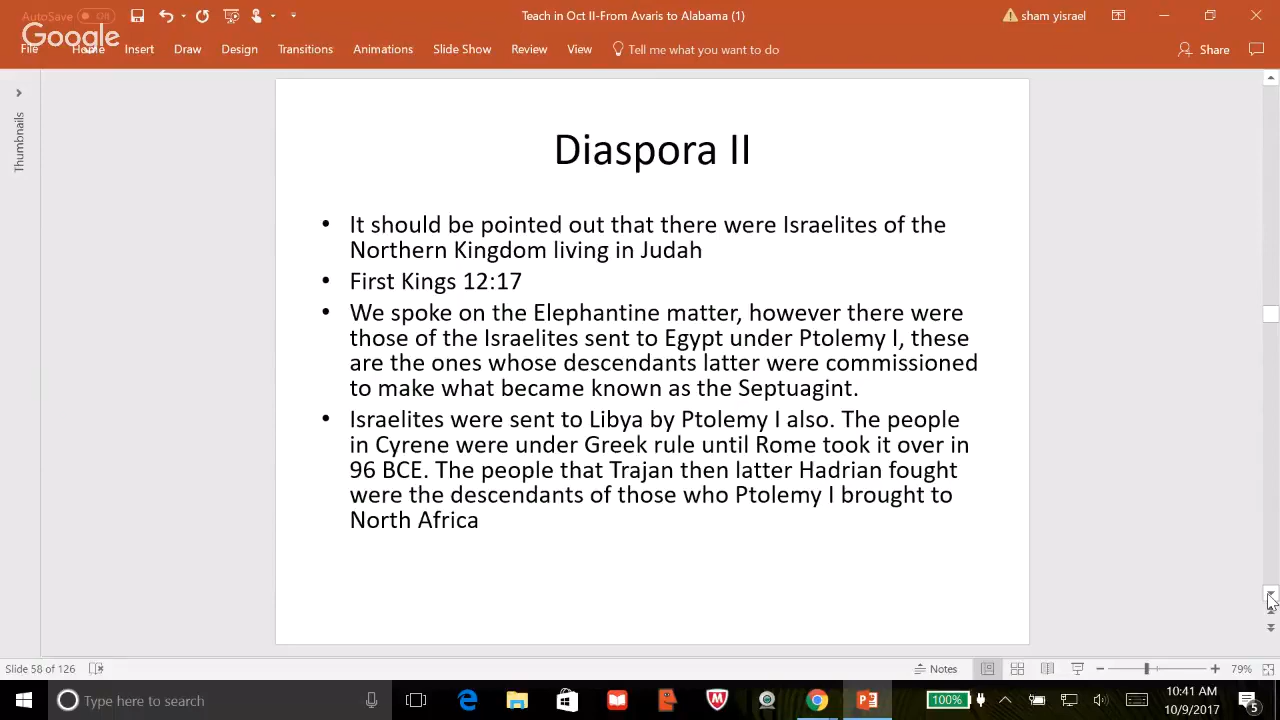 AutoSave Off
Teach in Oct II-From Avaris to Alabama (1)
sham yisrael
Google
File Home Insert Draw Design Transitions Animations Slide Show Review View Tell me what you want to do Share
Thumbnails
Diaspora II
• It should be pointed out that there were Israelites of the
Northern Kingdom living in Judah
• First Kings 12:17
• We spoke on the Elephantine matter, however there were
those of the Israelites sent to Egypt under Ptolemy I, these
are the ones whose descendants latter were commissioned
to make what became known as the Septuagint.
• Israelites were sent to Libya by Ptolemy I also. The people
in Cyrene were under Greek rule until Rome took it over in
96 BCE. The people that Trajan then latter Hadrian fought
were the descendants of those who Ptolemy I brought to
North Africa
Slide 58 of 126
Notes
79%
Type here to search
100%
10:41 AM
10/9/2017
5